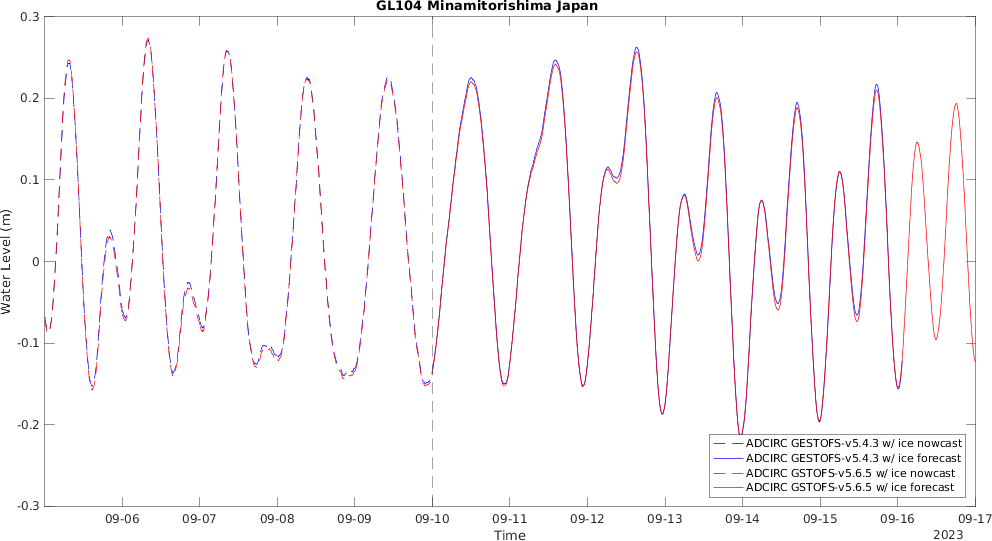 GL104 Minamitorishima Japan
0.3
0.2
0.1
0
-0.1
-0.2
-0.3
Water Level (m)
ADCIRC GESTOFS-v5.4.3 w/ ice nowcast
ADCIRC GESTOFS-v5.4.3 w/ ice forecast
ADCIRC GSTOFS-v5.6.5 w/ ice nowcast
ADCIRC GSTOFS-v5.6.5 w/ ice forecast
09-06 09-07 09-08 09-09 09-10 09-11 09-12 09-13 09-14 09-15 09-16 09-17
Time
2023